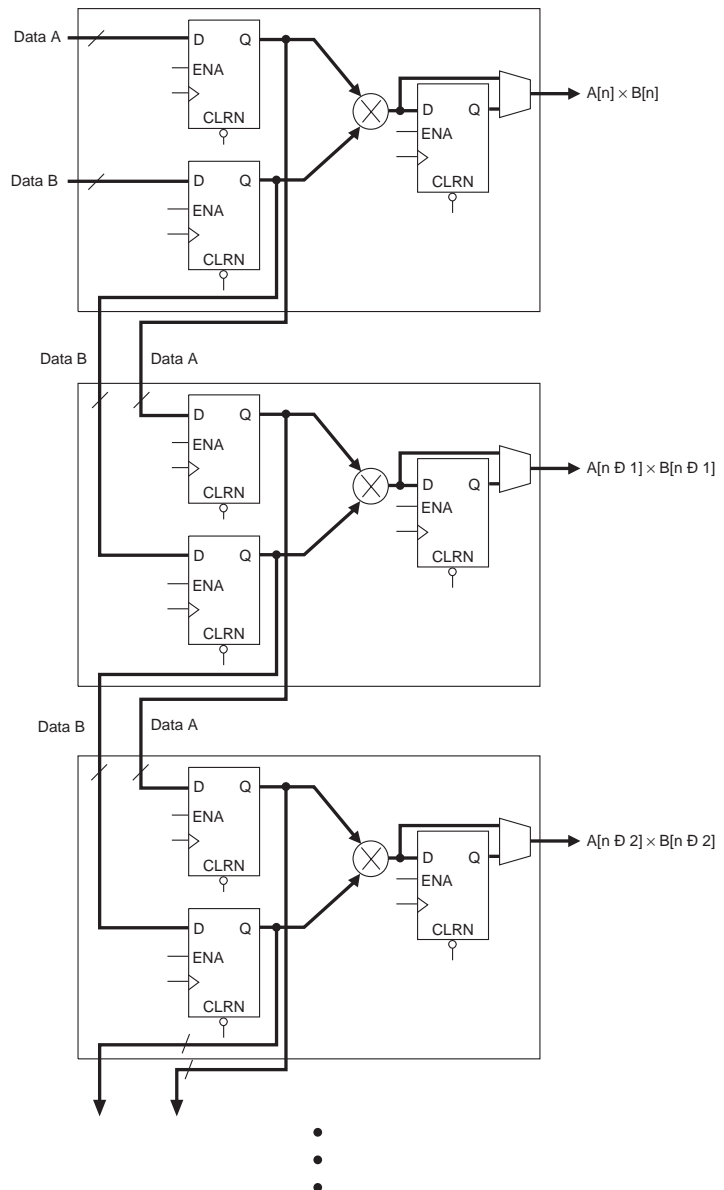 Data A
D Q
ENA
CLRN
D Q
ENA
CLRN
A[n] × B[n]
Data B
D Q
ENA
CLRN
Data B
Data A
D Q
ENA
CLRN
D Q
ENA
CLRN
A[n Ð 1] × B[n Ð 1]
D Q
ENA
CLRN
Data B
Data A
D Q
ENA
CLRN
D Q
ENA
CLRN
A[n Ð 2] × B[n Ð 2]
D Q
ENA
CLRN